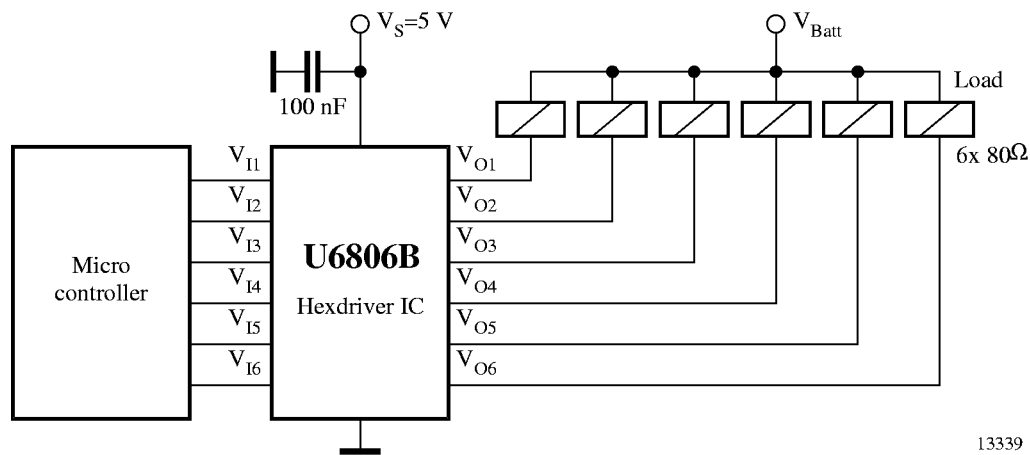 V_S=5 V
V_Batt
100 nF
Load
6x 80Ω
Micro
controller
V_I1
V_I2
V_I3
V_I4
V_I5
V_I6
U6806B
Hexdriver IC
V_O1
V_O2
V_O3
V_O4
V_O5
V_O6
13339